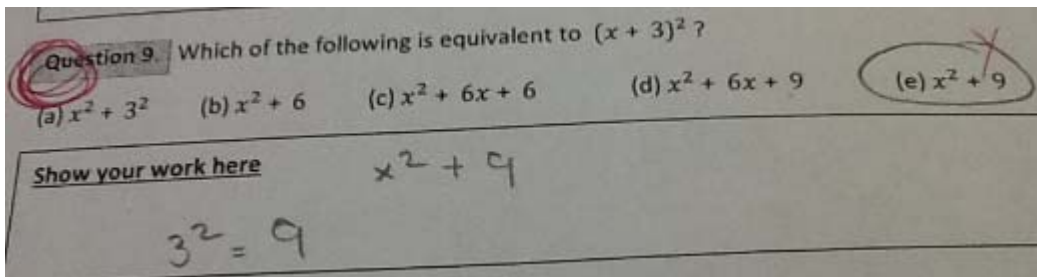 Question 9. Which of the following is equivalent to (x + 3)² ?
(a) x² + 3² (b) x² + 6 (c) x² + 6x + 6 (d) x² + 6x + 9 (e) x² + 9
Show your work here
x² + 9
3² = 9